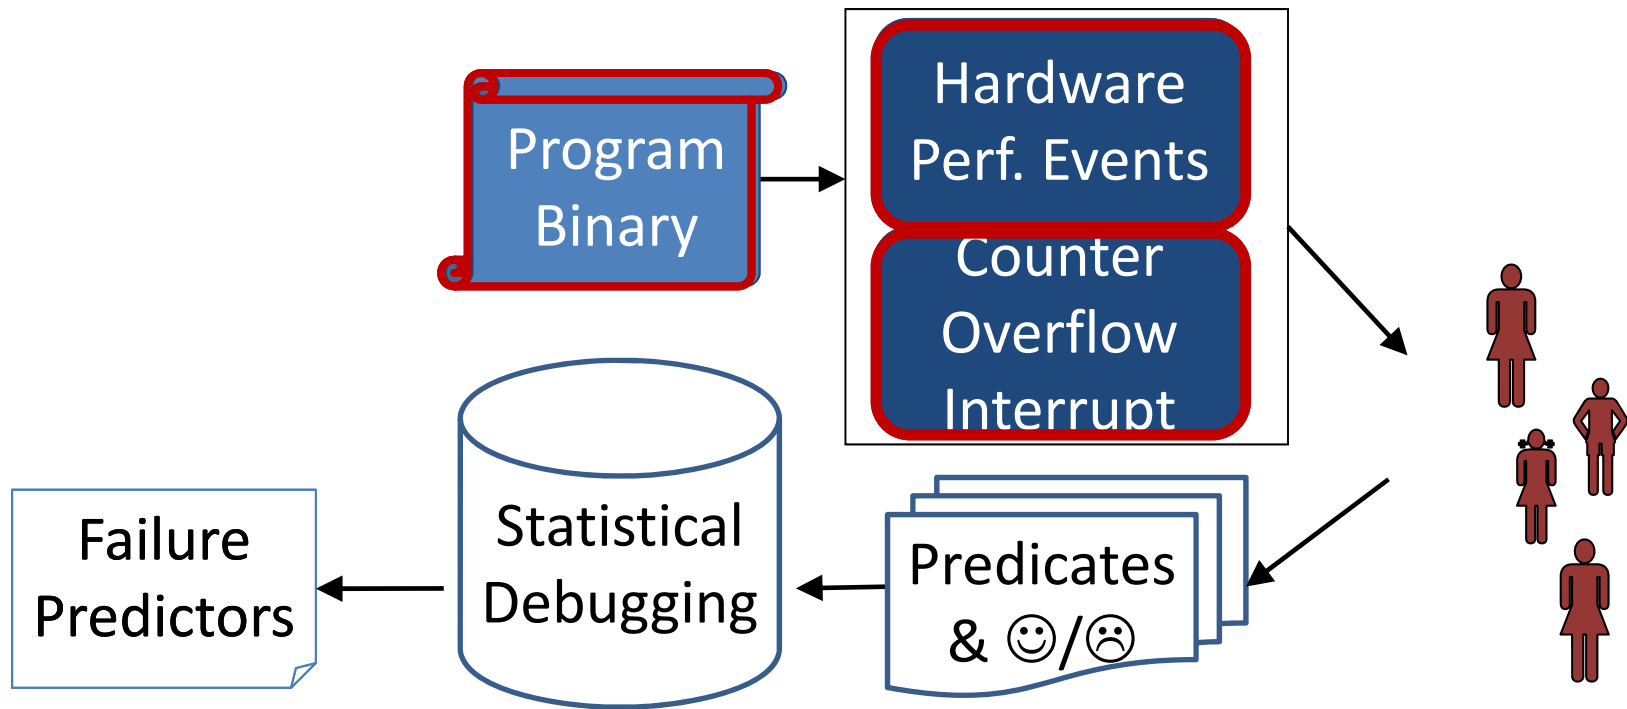 Program
Binary
Hardware
Perf. Events
Counter
Overflow
Interrupt
Predicates
& ☺/☹
Statistical
Debugging
Failure
Predictors